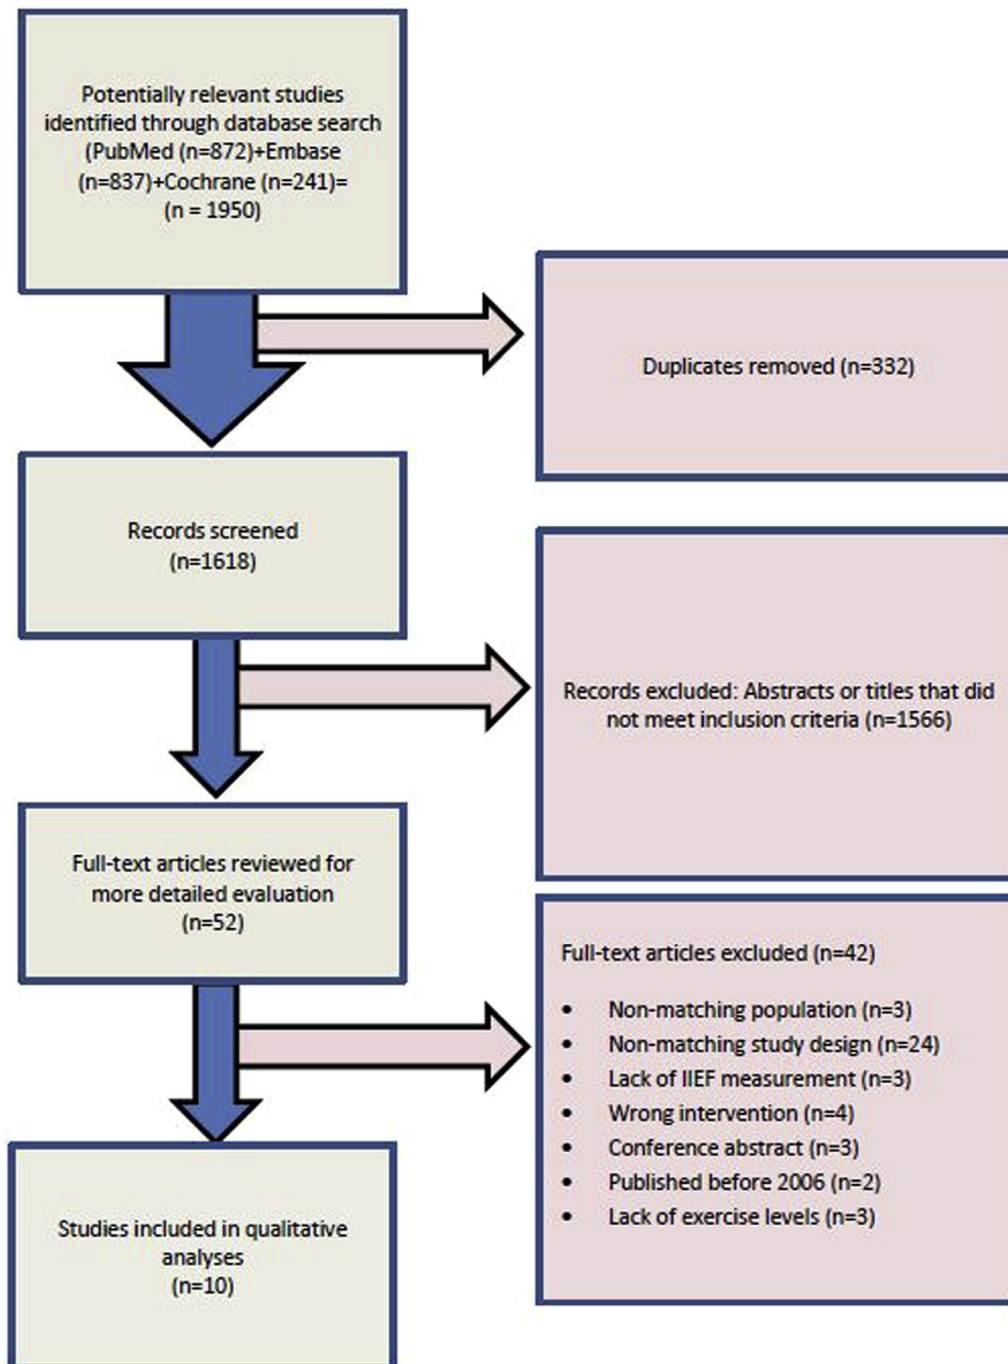 Potentially relevant studies
identified through database search
(PubMed (n=872)+Embase
(n=837)+Cochrane (n=241)=
(n = 1950)
Duplicates removed (n=332)
Records screened
(n=1618)
Records excluded: Abstracts or titles that did
not meet inclusion criteria (n=1566)
Full-text articles reviewed for
more detailed evaluation
(n=52)
Full-text articles excluded (n=42)
• Non-matching population (n=3)
• Non-matching study design (n=24)
• Lack of IIEF measurement (n=3)
• Wrong intervention (n=4)
• Conference abstract (n=3)
• Published before 2006 (n=2)
• Lack of exercise levels (n=3)
Studies included in qualitative
analyses
(n=10)